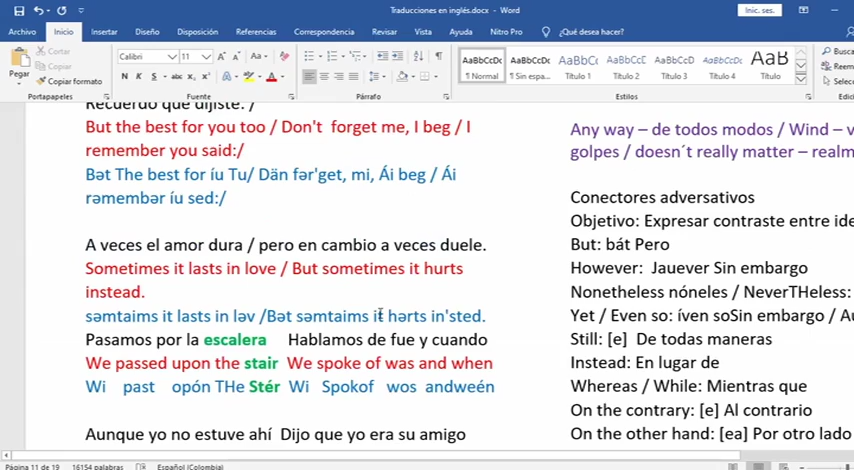 Traducciones en inglés.docx - Word
Inic. ses.
Archivo Inicio Insertar Diseño Disposición Referencias Correspondencia Revisar Vista Ayuda Nitro Pro ¿Qué desea hacer?
Pegar
Cortar
Copiar
Copiar formato
Portapapeles
Calibri 11
N K S abc x₂ x²
Fuente
Párrafo
AaBbCcDc AaBbCcDc AaBbCc AaBbCcC AaBbCcD AaBbCcDc AaB
¶ Normal ¶ Sin espa... Título 1 Título 2 Título 3 Título 4 Título
Estilos
Busca
Reem
Selecci
Recuerdo que dijiste: /
But the best for you too / Don't forget me, I beg / I
remember you said:/
Bət The best for íu Tu/ Dän fər'get, mi, Ái beg / Ái
rəmembər íu sed:/
A veces el amor dura / pero en cambio a veces duele.
Sometimes it lasts in love / But sometimes it hurts
instead.
səmtaims it lasts in ləv /Bət səmtaims it hərts in'sted.
Pasamos por la escalera Hablamos de fue y cuando
We passed upon the stair We spoke of was and when
Wi past opón THe Stér Wi Spokof wos andweén
Aunque yo no estuve ahí Dijo que yo era su amigo
Any way – de todos modos / Wind – v
golpes / doesn´t really matter – realm
Conectores adversativos
Objetivo: Expresar contraste entre ide
But: bát Pero
However: Jauever Sin embargo
Nonetheless nóneles / NeverTHeless:
Yet / Even so: íven soSin embargo / Au
Still: [e] De todas maneras
Instead: En lugar de
Whereas / While: Mientras que
On the contrary: [e] Al contrario
On the other hand: [ea] Por otro lado
Página 11 de 19 16154 palabras Español (Colombia)